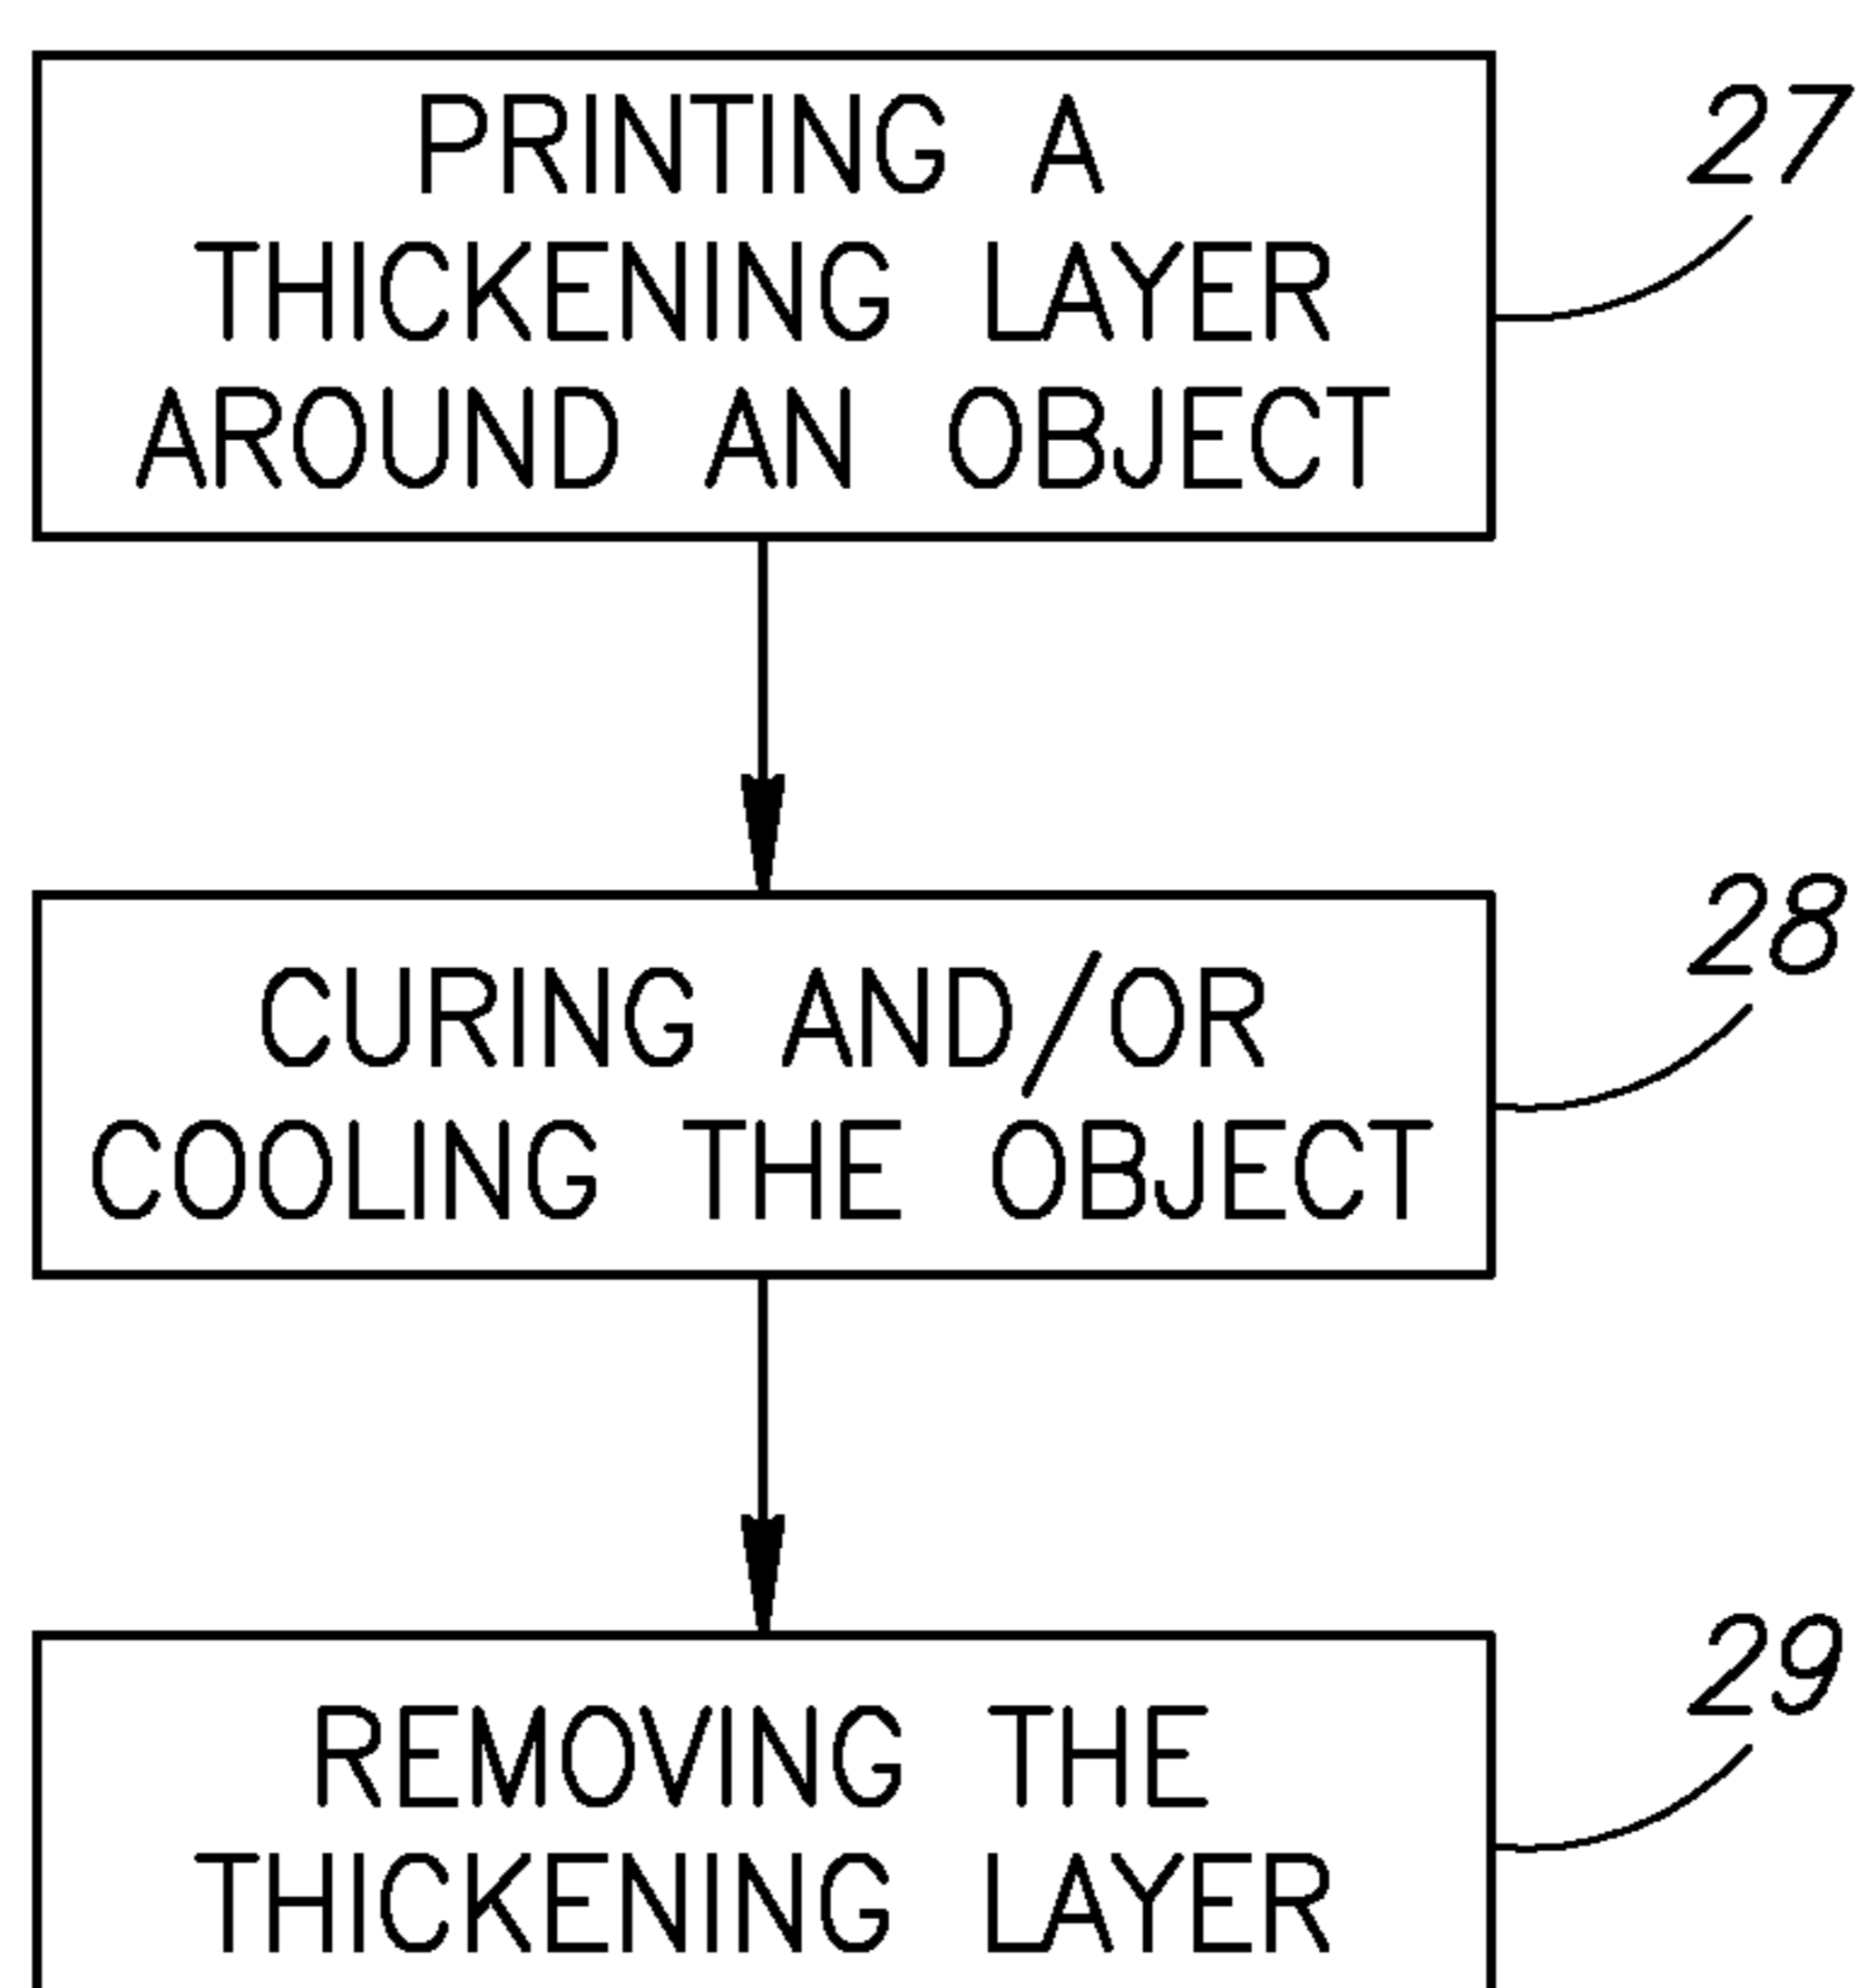 PRINTING A
THICKENING LAYER
AROUND AN OBJECT
27
CURING AND/OR
COOLING THE OBJECT
28
REMOVING THE
THICKENING LAYER
29